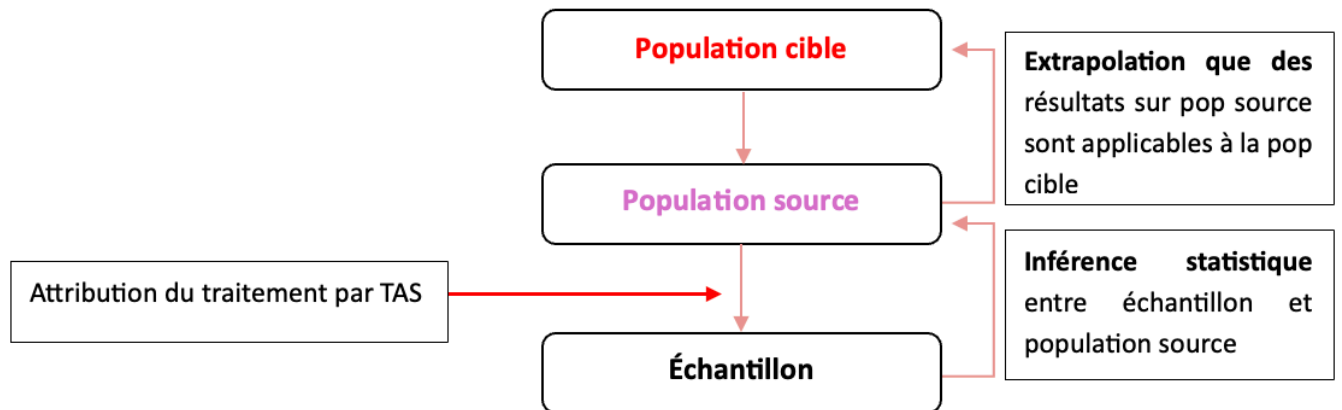 Population cible
Extrapolation que des
résultats sur pop source
sont applicables à la pop
cible
Population source
Attribution du traitement par TAS
Inférence statistique
entre échantillon et
population source
Échantillon